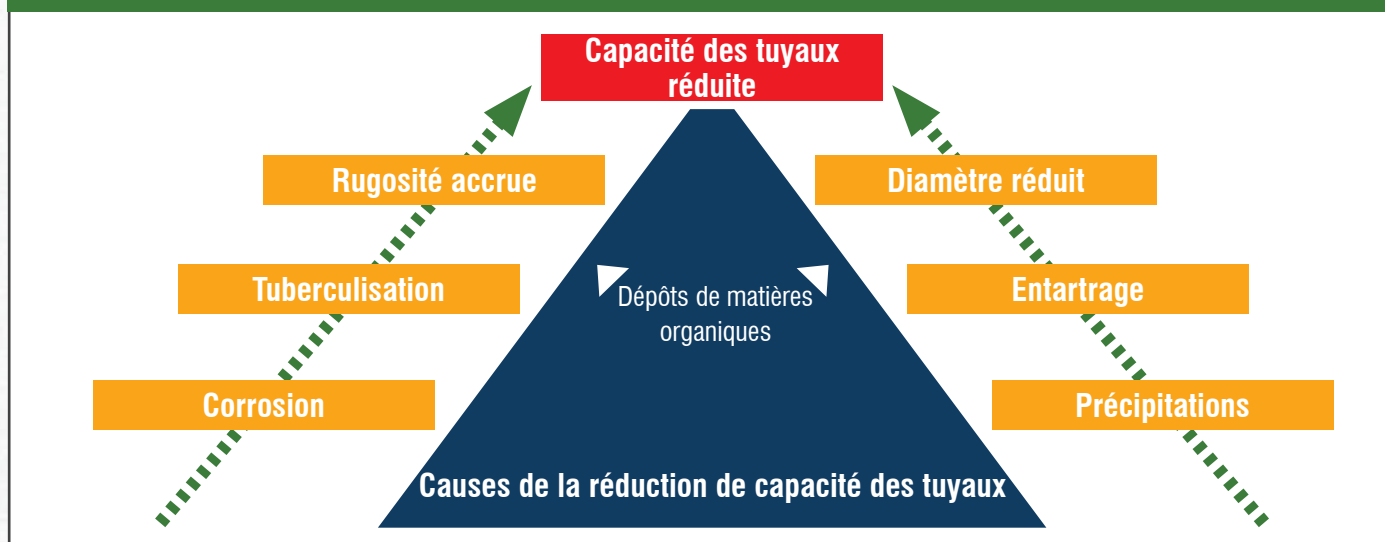 Capacité des tuyaux
réduite
Rugosité accrue
Diamètre réduit
Tuberculisation
Dépôts de matières
organiques
Entartrage
Corrosion
Précipitations
Causes de la réduction de capacité des tuyaux